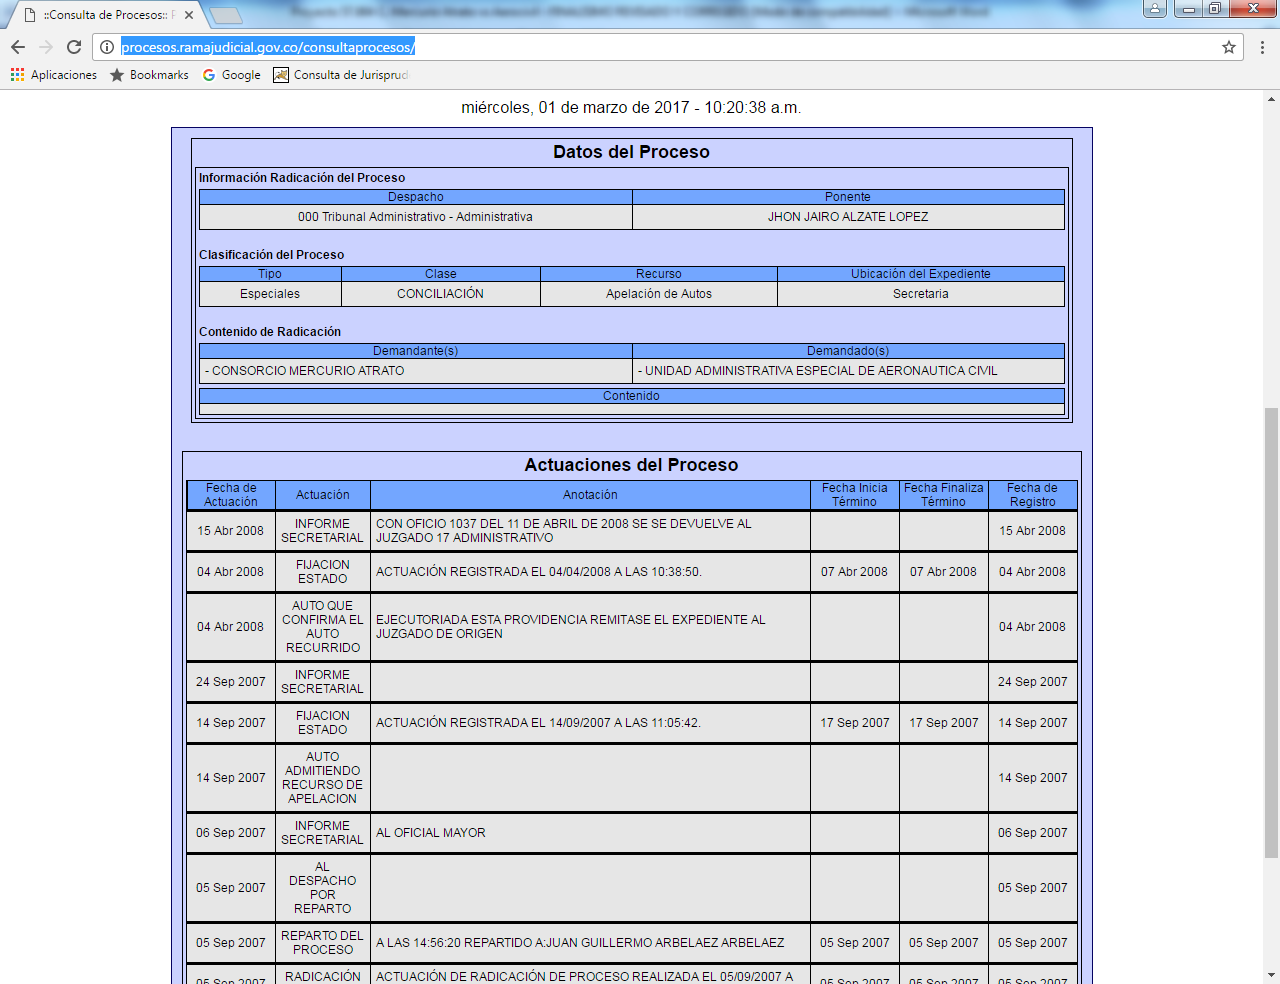 ::Consulta de Procesos:: F
procesos.ramajudicial.gov.co/consultaprocesos/
Aplicaciones Bookmarks Google Consulta de Jurisprud
miércoles, 01 de marzo de 2017 - 10:20:38 a.m.
Datos del Proceso
Información Radicación del Proceso
Despacho Ponente
000 Tribunal Administrativo - Administrativa JHON JAIRO ALZATE LOPEZ
Clasificación del Proceso
Tipo Clase Recurso Ubicación del Expediente
Especiales CONCILIACIÓN Apelación de Autos Secretaria
Contenido de Radicación
Demandante(s) Demandado(s)
- CONSORCIO MERCURIO ATRATO - UNIDAD ADMINISTRATIVA ESPECIAL DE AERONAUTICA CIVIL
Contenido
Actuaciones del Proceso
Fecha de Actuación Actuación Anotación Fecha Inicia Término Fecha Finaliza Término Fecha de Registro
15 Abr 2008 INFORME SECRETARIAL CON OFICIO 1037 DEL 11 DE ABRIL DE 2008 SE SE DEVUELVE AL JUZGADO 17 ADMINISTRATIVO 15 Abr 2008
04 Abr 2008 FIJACION ESTADO ACTUACIÓN REGISTRADA EL 04/04/2008 A LAS 10:38:50. 07 Abr 2008 07 Abr 2008 04 Abr 2008
04 Abr 2008 AUTO QUE CONFIRMA EL AUTO RECURRIDO EJECUTORIADA ESTA PROVIDENCIA REMITASE EL EXPEDIENTE AL JUZGADO DE ORIGEN 04 Abr 2008
24 Sep 2007 INFORME SECRETARIAL 24 Sep 2007
14 Sep 2007 FIJACION ESTADO ACTUACIÓN REGISTRADA EL 14/09/2007 A LAS 11:05:42. 17 Sep 2007 17 Sep 2007 14 Sep 2007
14 Sep 2007 AUTO ADMITIENDO RECURSO DE APELACION 14 Sep 2007
06 Sep 2007 INFORME SECRETARIAL AL OFICIAL MAYOR 06 Sep 2007
05 Sep 2007 AL DESPACHO POR REPARTO 05 Sep 2007
05 Sep 2007 REPARTO DEL PROCESO A LAS 14:56:20 REPARTIDO A:JUAN GUILLERMO ARBELAEZ ARBELAEZ 05 Sep 2007 05 Sep 2007 05 Sep 2007
05 Sep 2007 RADICACIÓN ACTUACIÓN DE RADICACIÓN DE PROCESO REALIZADA EL 05/09/2007 A 05 Sep 2007 05 Sep 2007 05 Sep 2007